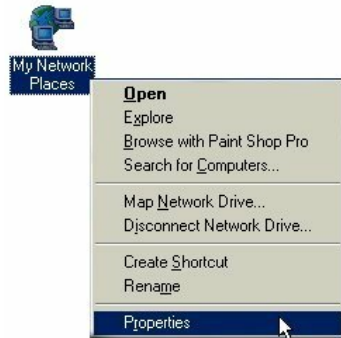 My Network
Places
Open
Explore
Browse with Paint Shop Pro
Search for Computers...
Map Network Drive...
Disconnect Network Drive...
Create Shortcut
Rename
Properties